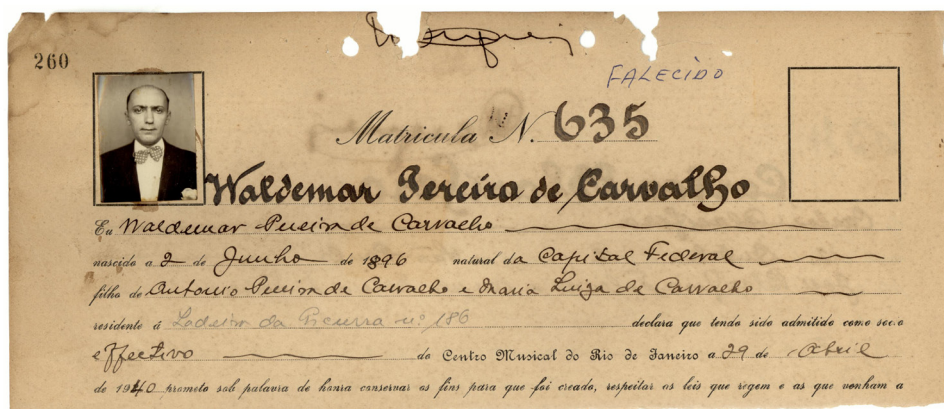 260
FALECIDO
Matricula N. 635
Waldemar Pereira de Carvalho
Eu Waldemar Pereira de Carvalho
nascido a 2 de Junho de 1896 natural da Capital Federal
filho de Antonio Pereira de Carvalho e Maria Luiza de Carvalho
residente á Ladeira da nº 186 declara que tendo sido admitido como socio
effectivo do Centro Musical do Rio de Janeiro a 29 de Abril
de 1940 prometo sob palavra de honra conservar os fins para que foi creado, respeitar as leis que regem e as que venham a